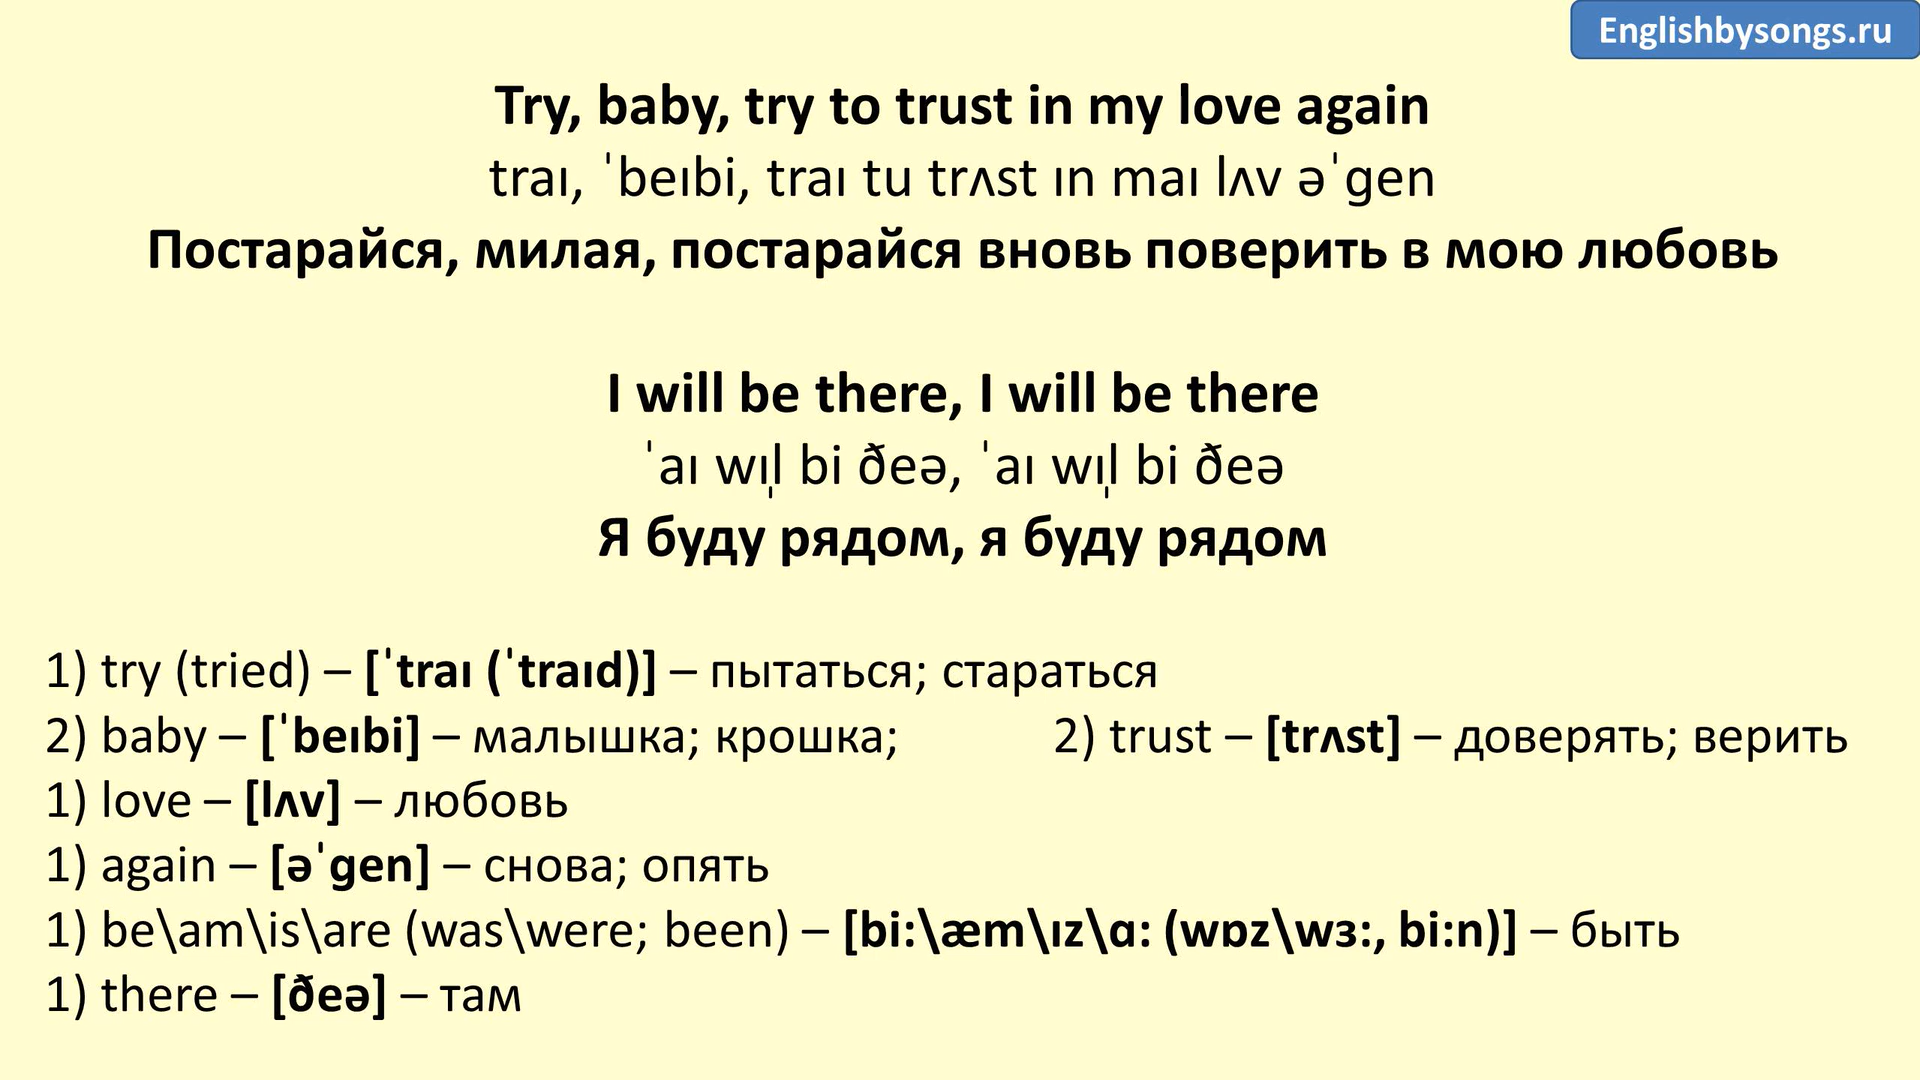 Englishbysongs.ru
Try, baby, try to trust in my love again
traɪ, ˈbeɪbi, traɪ tu trʌst ɪn maɪ lʌv əˈɡen
Постарайся, милая, постарайся вновь поверить в мою любовь
I will be there, I will be there
ˈaɪ wɪl̩ bi ðeə, ˈaɪ wɪl̩ bi ðeə
Я буду рядом, я буду рядом
1) try (tried) – [ˈtraɪ (ˈtraɪd)] – пытаться; стараться
2) baby – [ˈbeɪbi] – малышка; крошка; 2) trust – [trʌst] – доверять; верить
1) love – [lʌv] – любовь
1) again – [əˈɡen] – снова; опять
1) be\am\is\are (was\were; been) – [bi:\æm\ɪz\ɑ: (wɒz\wɜ:, bi:n)] – быть
1) there – [ðeə] – там